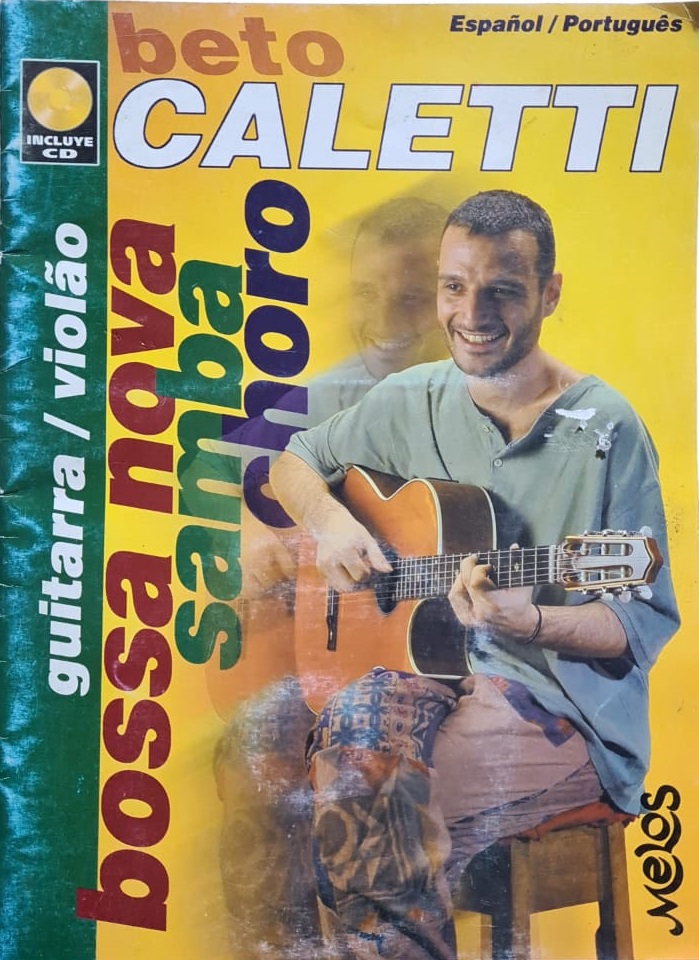 Español / Português
beto
CALETTI
INCLUYE
CD
guitarra / violão
bossa nova
samba
choro
MELOS